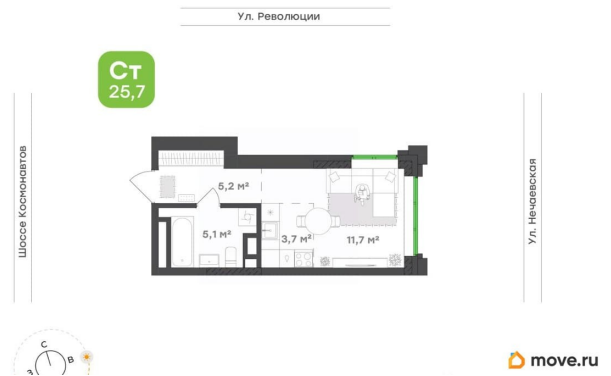 Ул. Революции
Ст
25,7
Шоссе Космонавтов
Ул. Нечаевская
5,2 м²
5,1 м²
3,7 м²
11,7 м²
С
В
З
move.ru